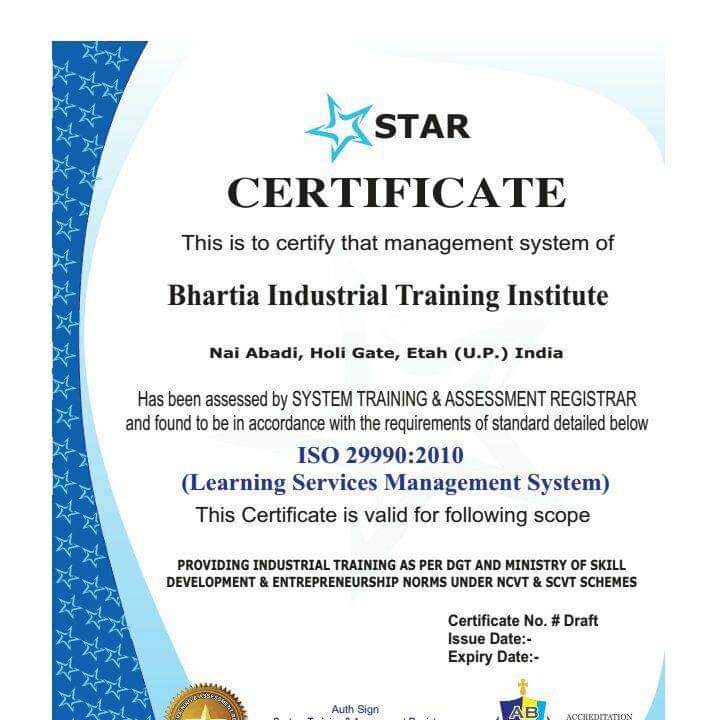 STAR
CERTIFICATE
This is to certify that management system of
Bhartia Industrial Training Institute
Nai Abadi, Holi Gate, Etah (U.P.) India
Has been assessed by SYSTEM TRAINING & ASSESSMENT REGISTRAR
and found to be in accordance with the requirements of standard detailed below
ISO 29990:2010
(Learning Services Management System)
This Certificate is valid for following scope
PROVIDING INDUSTRIAL TRAINING AS PER DGT AND MINISTRY OF SKILL
DEVELOPMENT & ENTREPRENEURSHIP NORMS UNDER NCVT & SCVT SCHEMES
Certificate No. # Draft
Issue Date:-
Expiry Date:-
Auth Sign
AB
ACCREDITATION